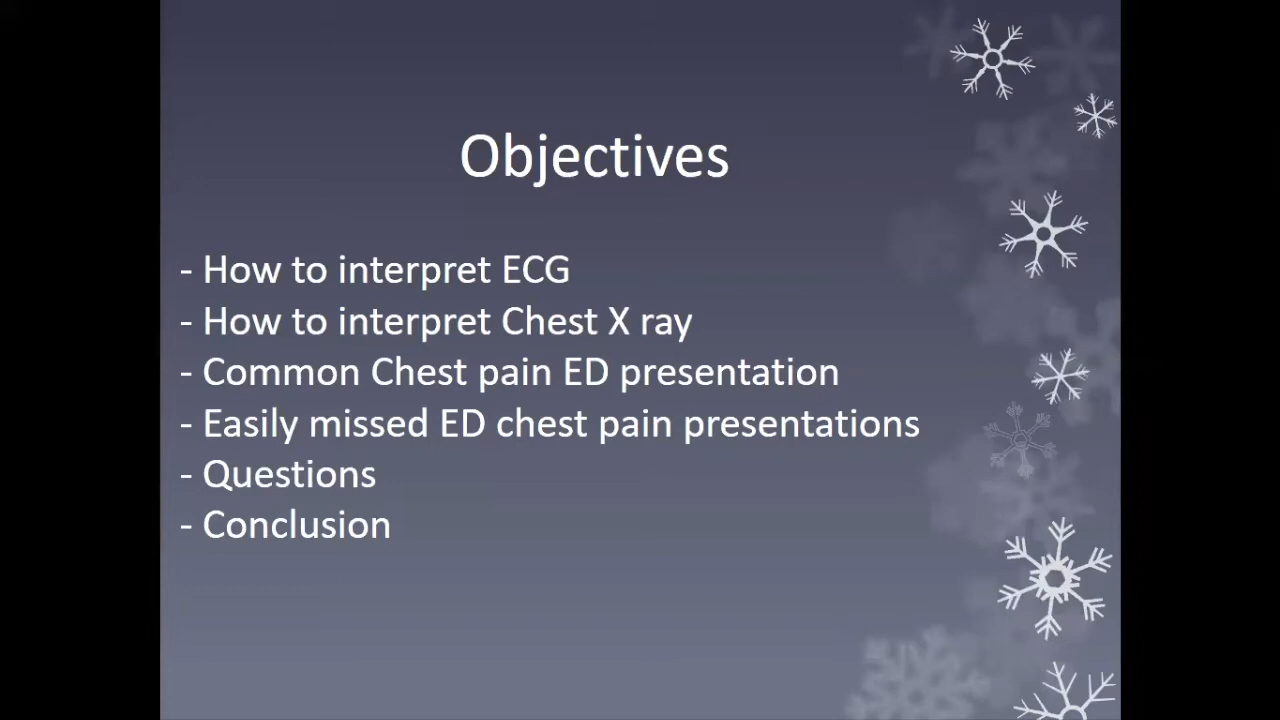 Objectives
- How to interpret ECG
- How to interpret Chest X ray
- Common Chest pain ED presentation
- Easily missed ED chest pain presentations
- Questions
- Conclusion